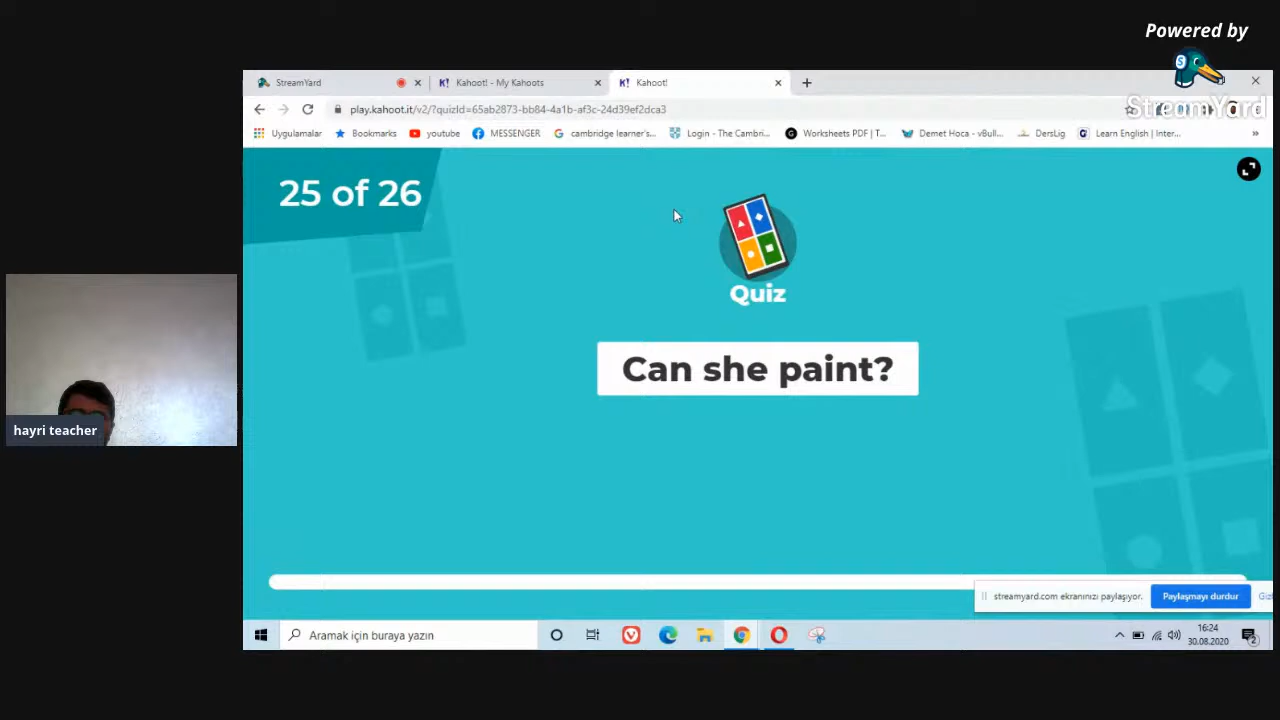 Powered by
StreamYard
StreamYard
Kahoot! - My Kahoots
Kahoot!
play.kahoot.it/v2/?quizId=65ab2873-bb84-4a1b-af3c-24d39ef2dca3
Uygulamalar
Bookmarks
youtube
MESSENGER
cambridge learner's...
Login - The Cambri...
Worksheets PDF | T...
Demet Hoca - vBull...
DersLig
Learn English | Inter...
25 of 26
Quiz
Can she paint?
hayri teacher
streamyard.com ekranınızı paylaşıyor.
Paylaşmayı durdur
Aramak için buraya yazın
16:24
30.08.2020
2